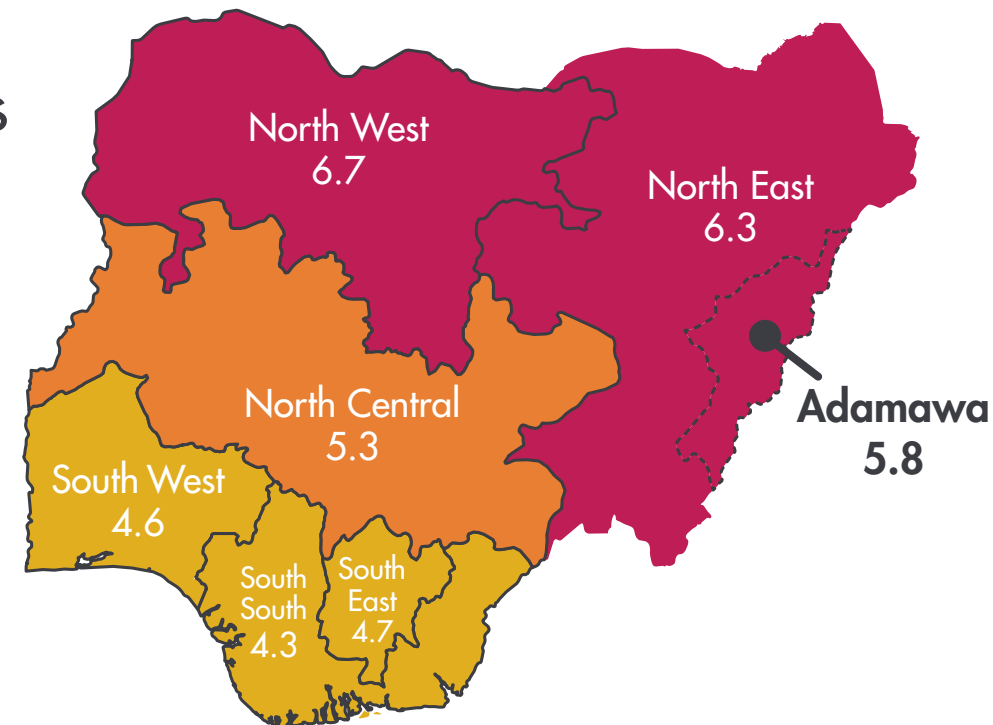 s
North West
6.7
North East
6.3
North Central
5.3
Adamawa
5.8
South West
4.6
South
South
4.3
South
East
4.7